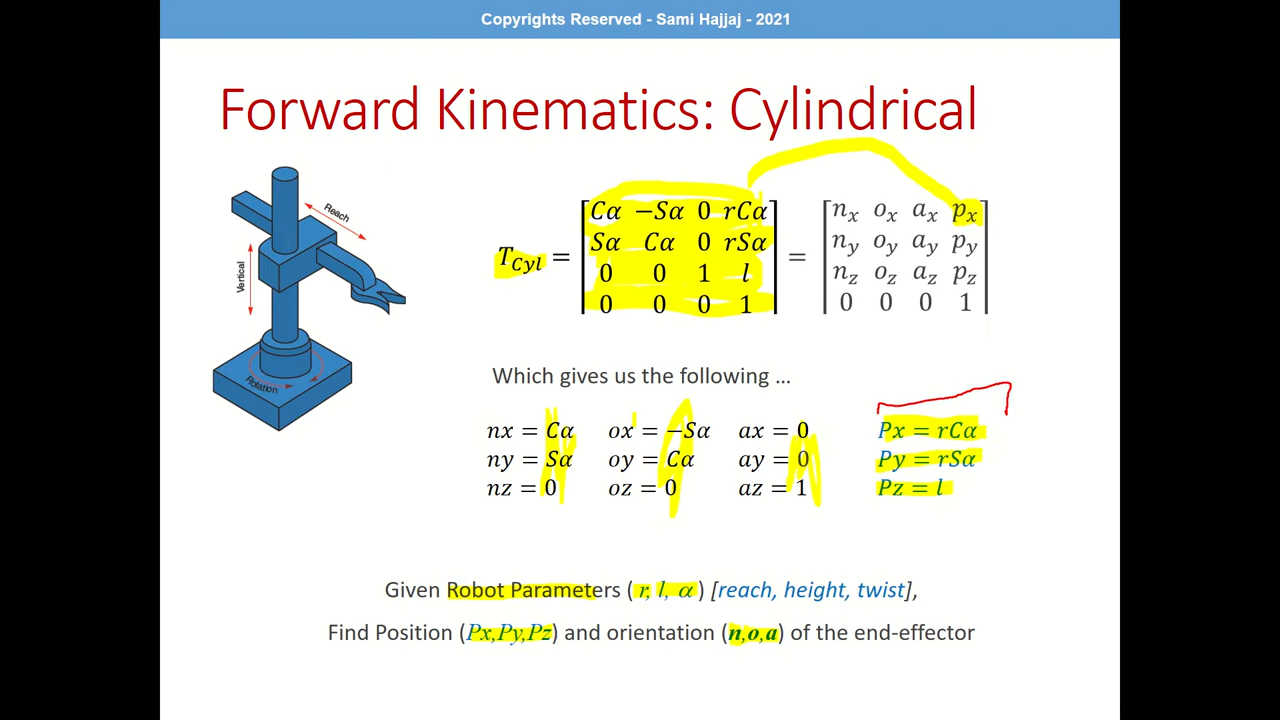 Copyrights Reserved - Sami Hajjaj - 2021
Forward Kinematics: Cylindrical
Reach
Vertical
Rotation
T_Cyl = [Cα −Sα 0 rCα = [n_x o_x a_x p_x
Sα Cα 0 rSα n_y o_y a_y p_y
0 0 1 l n_z o_z a_z p_z
0 0 0 1] 0 0 0 1]
Which gives us the following …
nx = Cα ox = −Sα ax = 0 Px = rCα
ny = Sα oy = Cα ay = 0 Py = rSα
nz = 0 oz = 0 az = 1 Pz = l
Given Robot Parameters ( r, l, α ) [reach, height, twist],
Find Position (Px,Py,Pz) and orientation (n,o,a) of the end-effector